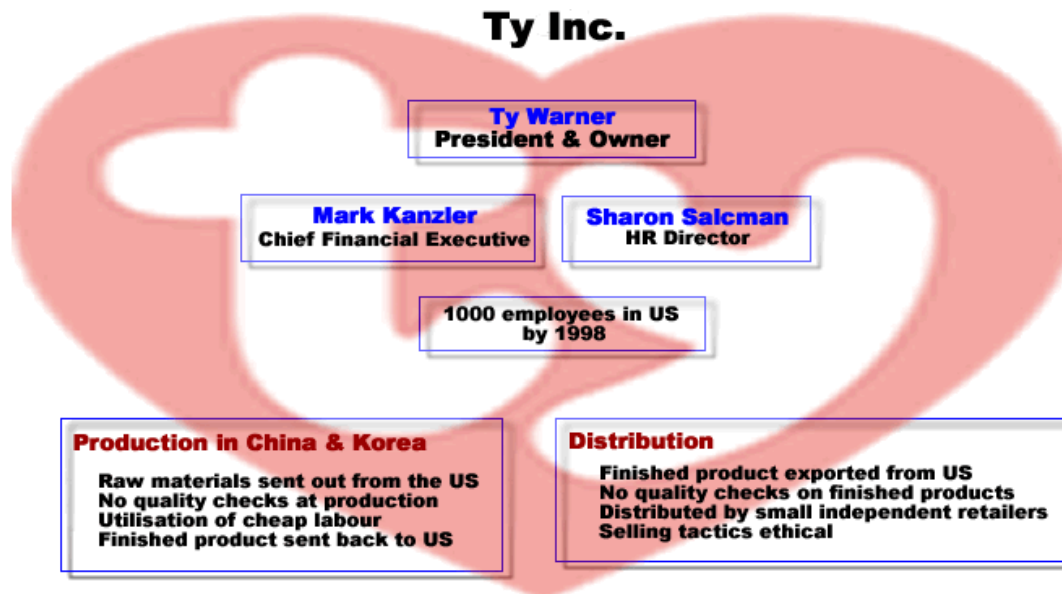 Ty Inc.
Ty Warner
President & Owner
Mark Kanzler
Chief Financial Executive
Sharon Salcman
HR Director
1000 employees in US
by 1998
Production in China & Korea
Raw materials sent out from the US
No quality checks at production
Utilisation of cheap labour
Finished product sent back to US
Distribution
Finished product exported from US
No quality checks on finished products
Distributed by small independent retailers
Selling tactics ethical
ty